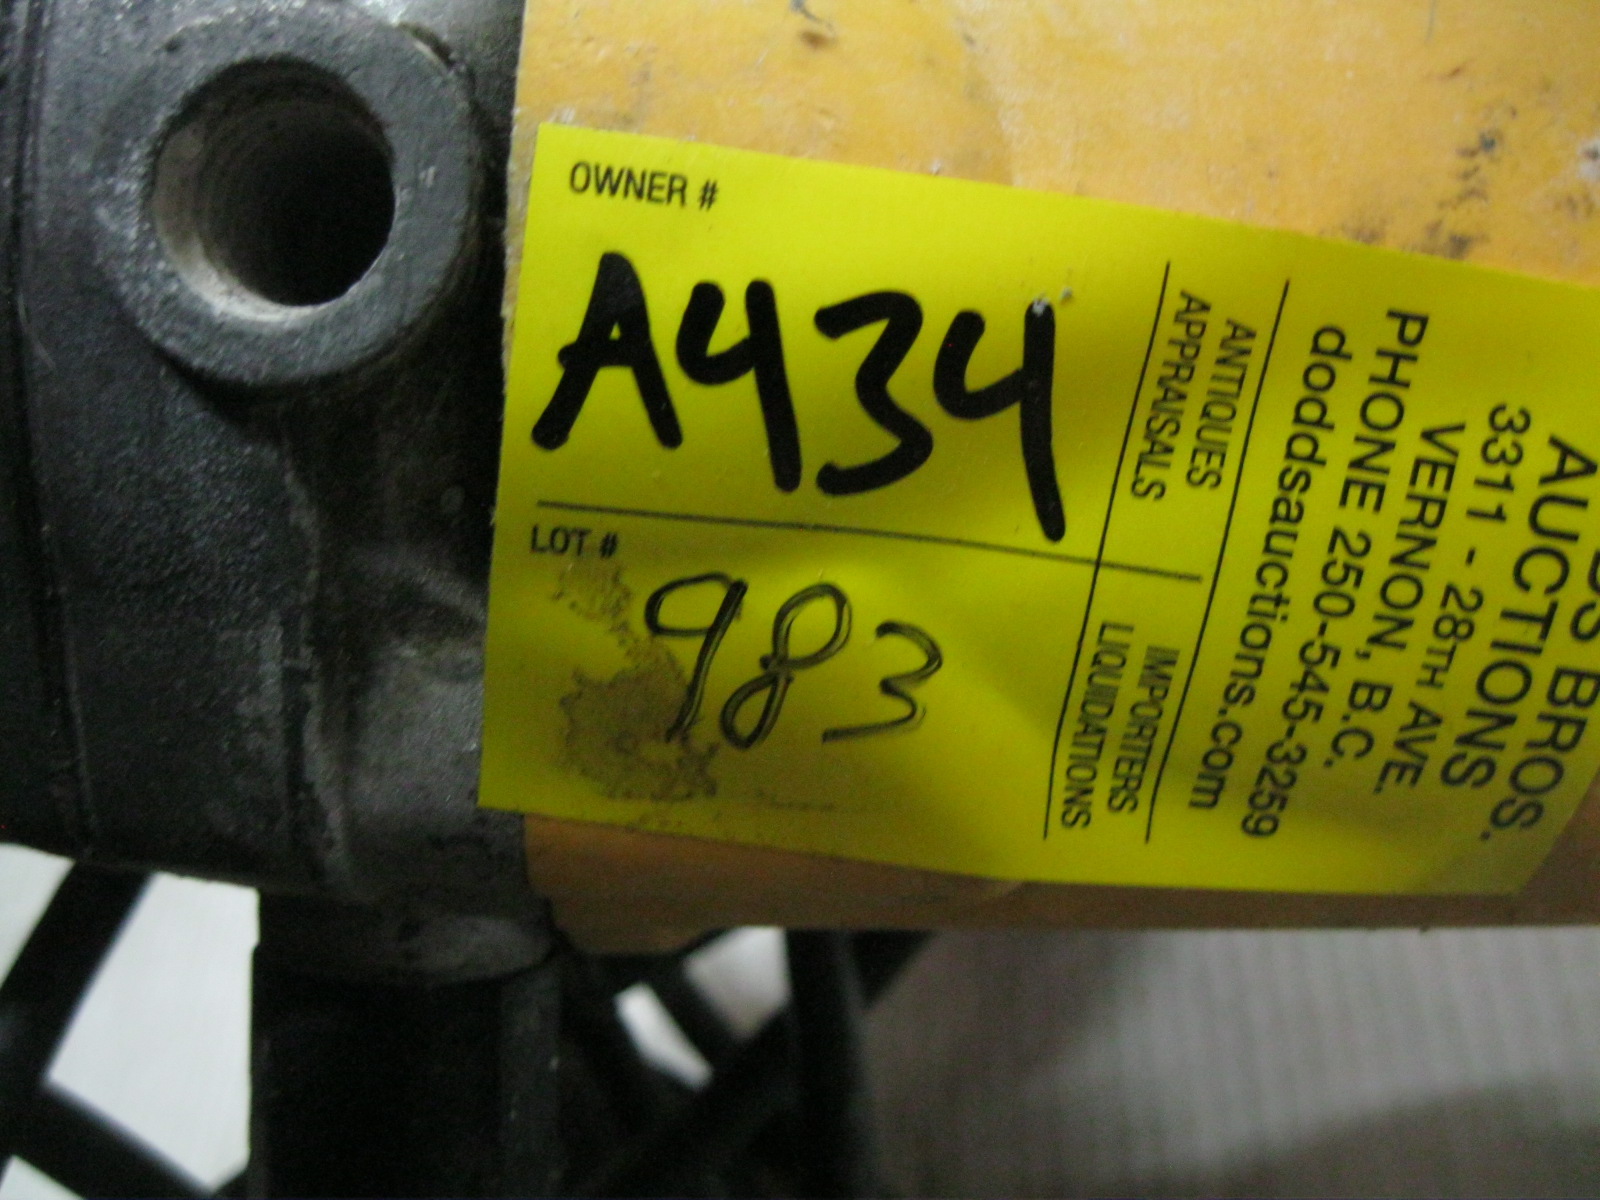 OWNER #
A434
LOT #
983
ANTIQUES
APPRAISALS
IMPORTERS
LIQUIDATIONS
BROS.
AUCTIONS
3311 - 28TH AVE.
VERNON, B.C.
PHONE 250-545-3259
doddsauctions.com